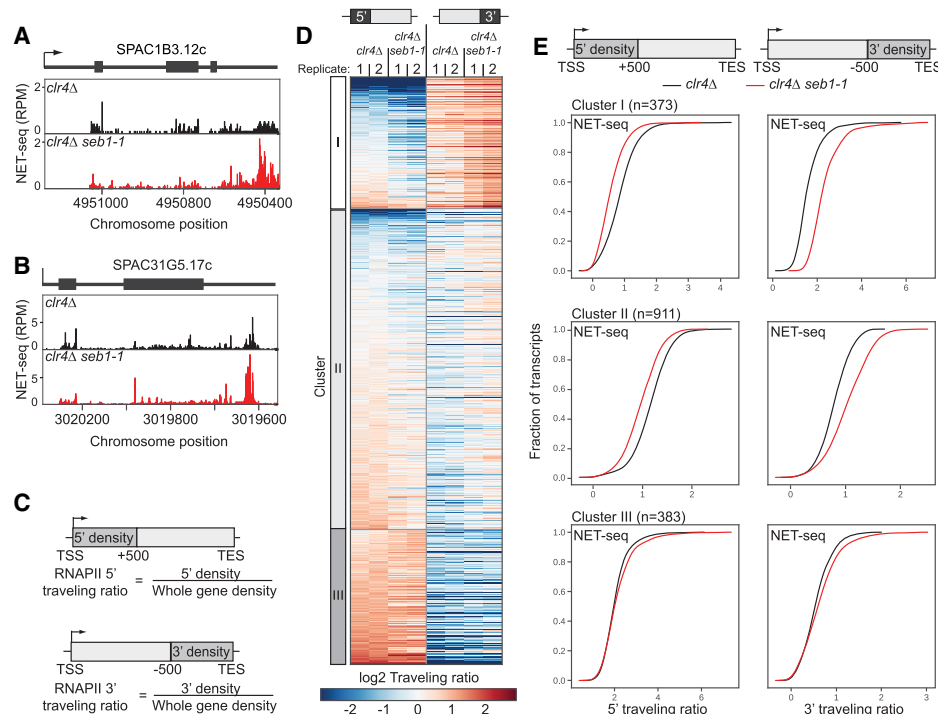 A
SPAC1B3.12c
clr4Δ
2
0
clr4Δ seb1-1
2
0
NET-seq (RPM)
4951000
4950800
4950400
Chromosome position
B
SPAC31G5.17c
clr4Δ
5
0
clr4Δ seb1-1
5
0
NET-seq (RPM)
3020200
3019800
3019600
Chromosome position
C
5' density
TSS
+500
TES
RNAPII 5'
traveling ratio
=
5' density
Whole gene density
3' density
TSS
-500
TES
RNAPII 3'
traveling ratio
=
3' density
Whole gene density
D
5'
3'
clr4Δ
clr4Δ
seb1-1
clr4Δ
clr4Δ
seb1-1
Replicate: 1 2 1 2 1 2 1 2
I
II
III
Cluster
log2 Traveling ratio
-2 -1 0 1 2
E
5' density
TSS
+500
TES
3' density
TSS
-500
TES
clr4Δ
clr4Δ seb1-1
Fraction of transcripts
Cluster I (n=373)
NET-seq
1.0
0.8
0.6
0.4
0.2
0.0
0 1 2 3 4
NET-seq
0 2 4 6
Cluster II (n=911)
NET-seq
1.0
0.8
0.6
0.4
0.2
0.0
0 1 2
NET-seq
0 1 2
Cluster III (n=383)
NET-seq
1.0
0.8
0.6
0.4
0.2
0.0
2 4 6
5' traveling ratio
NET-seq
0 1 2 3
3' traveling ratio